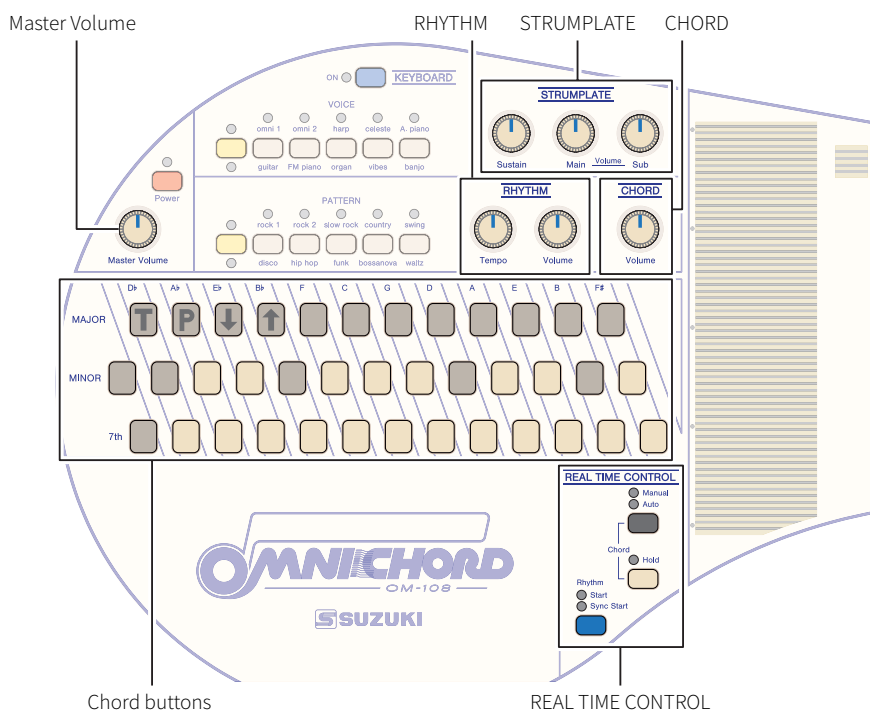 Master Volume
RHYTHM
STRUMPLATE
CHORD
ON
KEYBOARD
VOICE
omni 1 omni 2 harp celeste A. piano
guitar FM piano organ vibes banjo
Power
Master Volume
PATTERN
rock 1 rock 2 slow rock country swing
disco hip hop funk bossanova waltz
STRUMPLATE
Sustain Main Volume Sub
RHYTHM
Tempo Volume
CHORD
Volume
D♭ A♭ E♭ B♭ F C G D A E B F#
MAJOR T P ↓ ↑
MINOR
7th
REAL TIME CONTROL
Manual
Auto
Chord
Hold
Rhythm
Start
Sync Start
OMNICHORD
OM-108
SUZUKI
Chord buttons
REAL TIME CONTROL